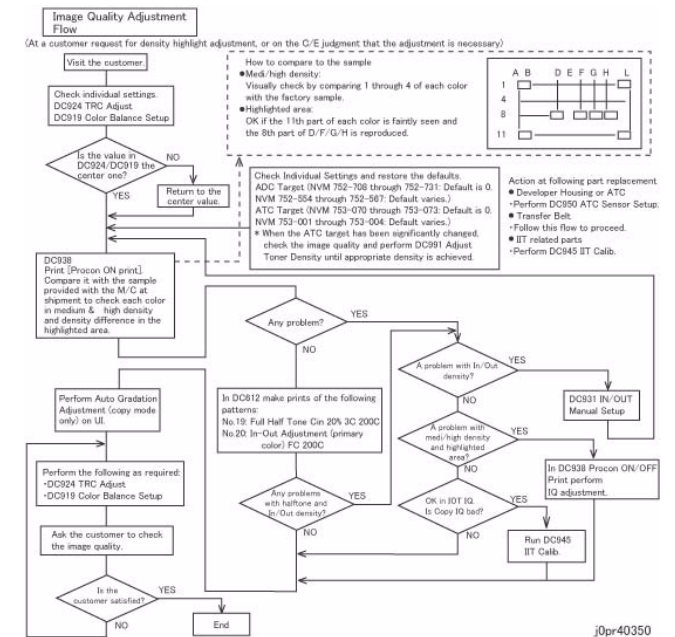 Image Quality Adjustment
Flow
(At a customer request for density highlight adjustment, or on the C/E judgment that the adjustment is necessary)
Visit the customer.
Check individual settings.
DC924 TRC Adjust
DC919 Color Balance Setup
Is the value in
DC924/DC919 the
center one?
NO
YES
Return to the
center value.
How to compare to the sample
●Medi/high density:
Visually check by comparing 1 through 4 of each color
with the factory sample.
●Highlighted area:
OK if the 11th part of each color is faintly seen and
the 8th part of D/F/G/H is reproduced.
A B D E F G H L
1
4
8
11
Check Individual Settings and restore the defaults.
ADC Target (NVM 752-708 through 752-731: Default is 0.
NVM 752-554 through 752-567: Default varies.)
ATC Target (NVM 753-070 through 753-073: Default is 0.
NVM 753-001 through 753-004: Default varies.)
* When the ATC target has been significantly changed,
check the image quality and perform DC991 Adjust
Toner Density until appropriate density is achieved.
Action at following part replacement
● Developer Housing or ATC
・Perform DC950 ATC Sensor Setup.
● Transfer Belt
・Follow this flow to proceed.
● IIT related parts
・Perform DC945 IIT Calib.
DC938
Print [Procon ON print].
Compare it with the sample
provided with the M/C at
shipment to check each color
in medium & high density
and density difference in the
highlighted area.
Any problem?
YES
NO
In DC612 make prints of the following
patterns:
No.19: Full Half Tone Cin 20% 3C 200C
No.20: In-Out Adjustment (primary
color) FC 200C
Any problems
with halftone and
In/Out density?
YES
NO
A problem with In/Out
density?
YES
NO
DC931 IN/OUT
Manual Setup
A problem with
medi/high density
and highlighted
area?
YES
NO
In DC938 Procon ON/OFF
Print perform
IQ adjustment.
OK in IOT IQ.
Is Copy IQ bad?
YES
NO
Run DC945
IIT Calib.
Perform Auto Gradation
Adjustment (copy mode
only) on UI.
Perform the following as required:
・DC924 TRC Adjust
・DC919 Color Balance Setup
Ask the customer to check
the image quality.
Is the
customer satisfied?
YES
NO
End
j0pr40350